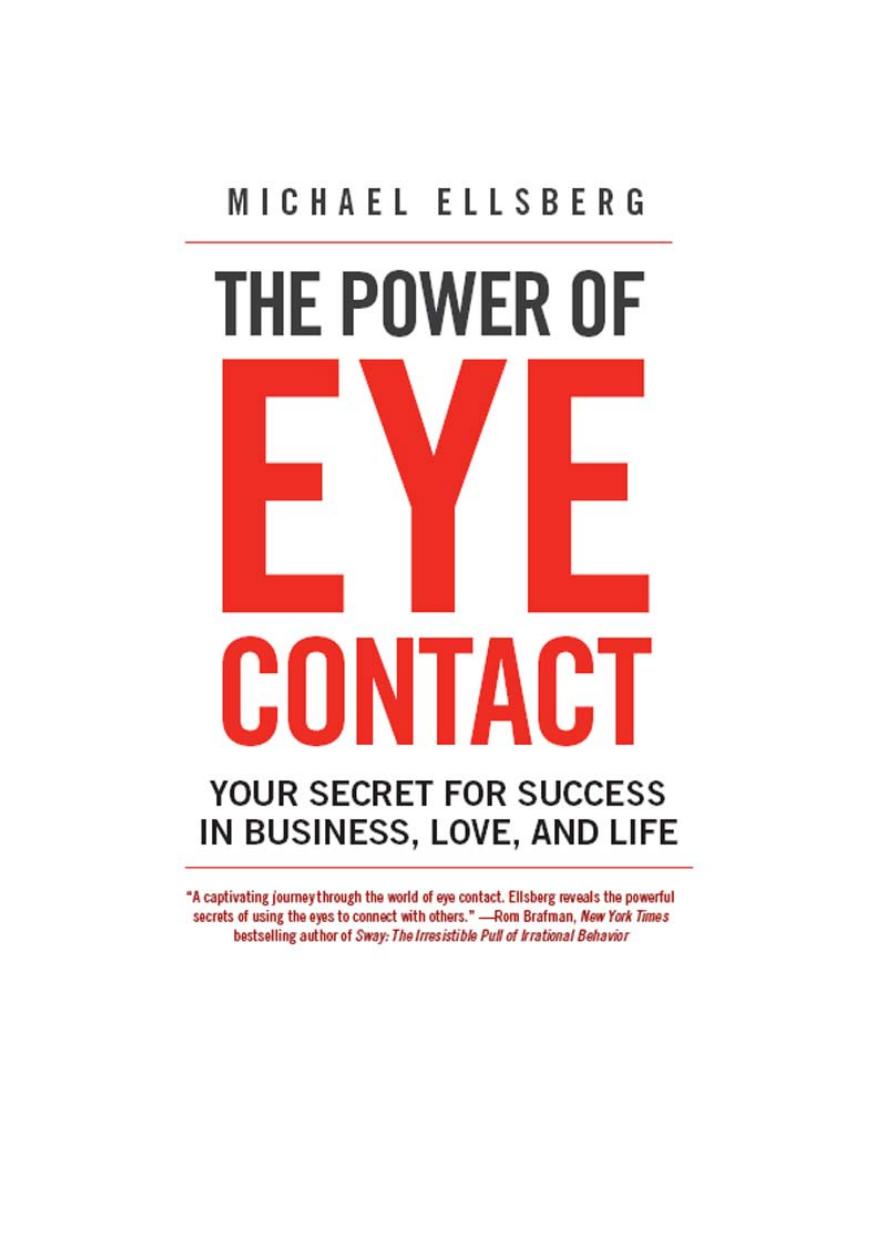 MICHAEL ELLSBERG
THE POWER OF
EYE
CONTACT
YOUR SECRET FOR SUCCESS
IN BUSINESS, LOVE, AND LIFE
“A captivating journey through the world of eye contact. Ellsberg reveals the powerful
secrets of using the eyes to connect with others.” —Rom Brafman, New York Times
bestselling author of Sway: The Irresistible Pull of Irrational Behavior